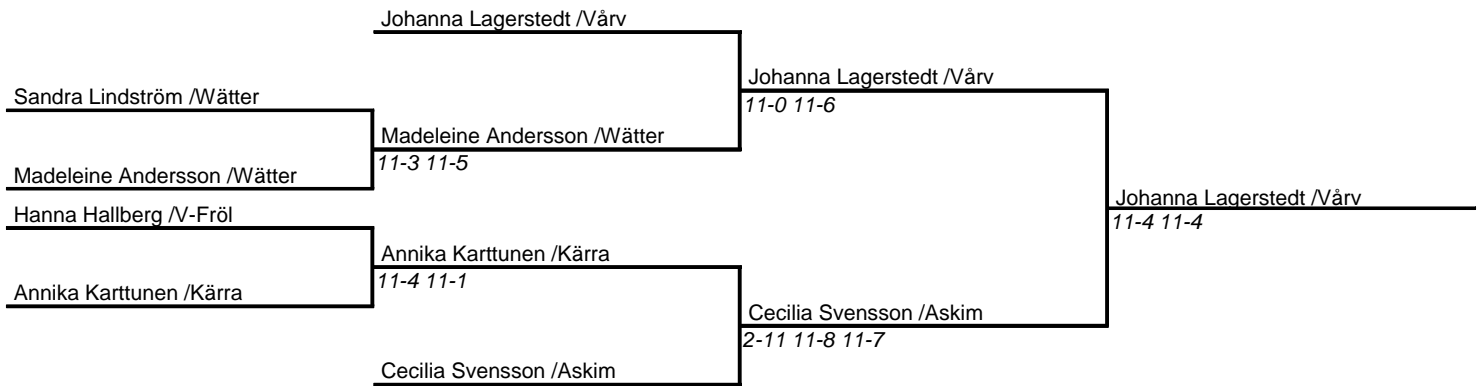 Johanna Lagerstedt /Vårv
Johanna Lagerstedt /Vårv
Sandra Lindström /Wätter
11-0 11-6
Madeleine Andersson /Wätter
11-3 11-5
Madeleine Andersson /Wätter
Johanna Lagerstedt /Vårv
Hanna Hallberg /V-Fröl
11-4 11-4
Annika Karttunen /Kärra
11-4 11-1
Annika Karttunen /Kärra
Cecilia Svensson /Askim
2-11 11-8 11-7
Cecilia Svensson /Askim